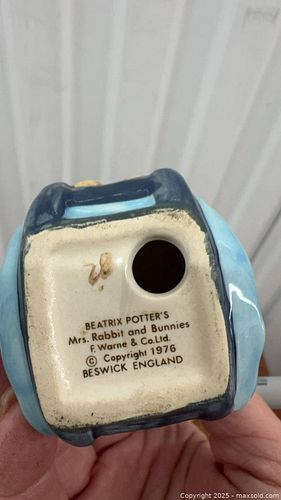 BEATRIX POTTER'S
Mrs. Rabbit and Bunnies
F. Warne & Co.Ltd.
© Copyright 1976
BESWICK ENGLAND
Copyright 2025 - maxsold.com